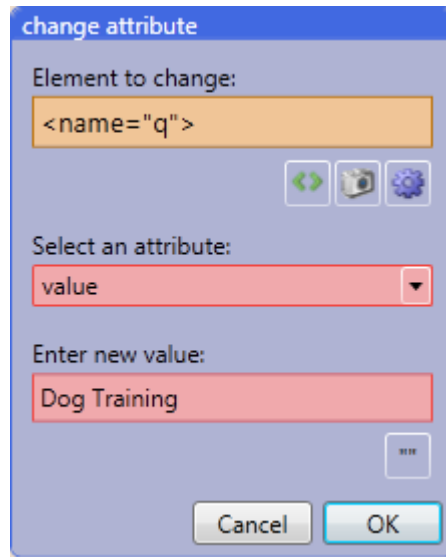 change attribute
Element to change:
<name="q">
Select an attribute:
value
Enter new value:
Dog Training
""
Cancel OK